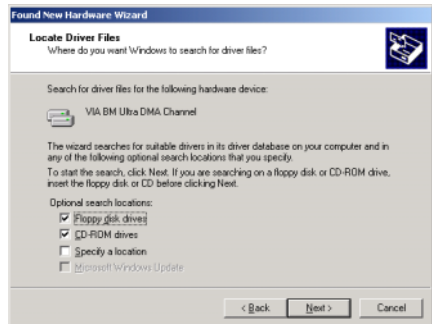 Found New Hardware Wizard
Locate Driver Files
Where do you want Windows to search for driver files?
Search for driver files for the following hardware device:
VIA BM Ultra DMA Channel
The wizard searches for suitable drivers in its driver database on your computer and in
any of the following optional search locations that you specify.
To start the search, click Next. If you are searching on a floppy disk or CD-ROM drive,
insert the floppy disk or CD before clicking Next.
Optional search locations:
Floppy disk drives
CD-ROM drives
Specify a location
Microsoft Windows Update
< Back
Next >
Cancel